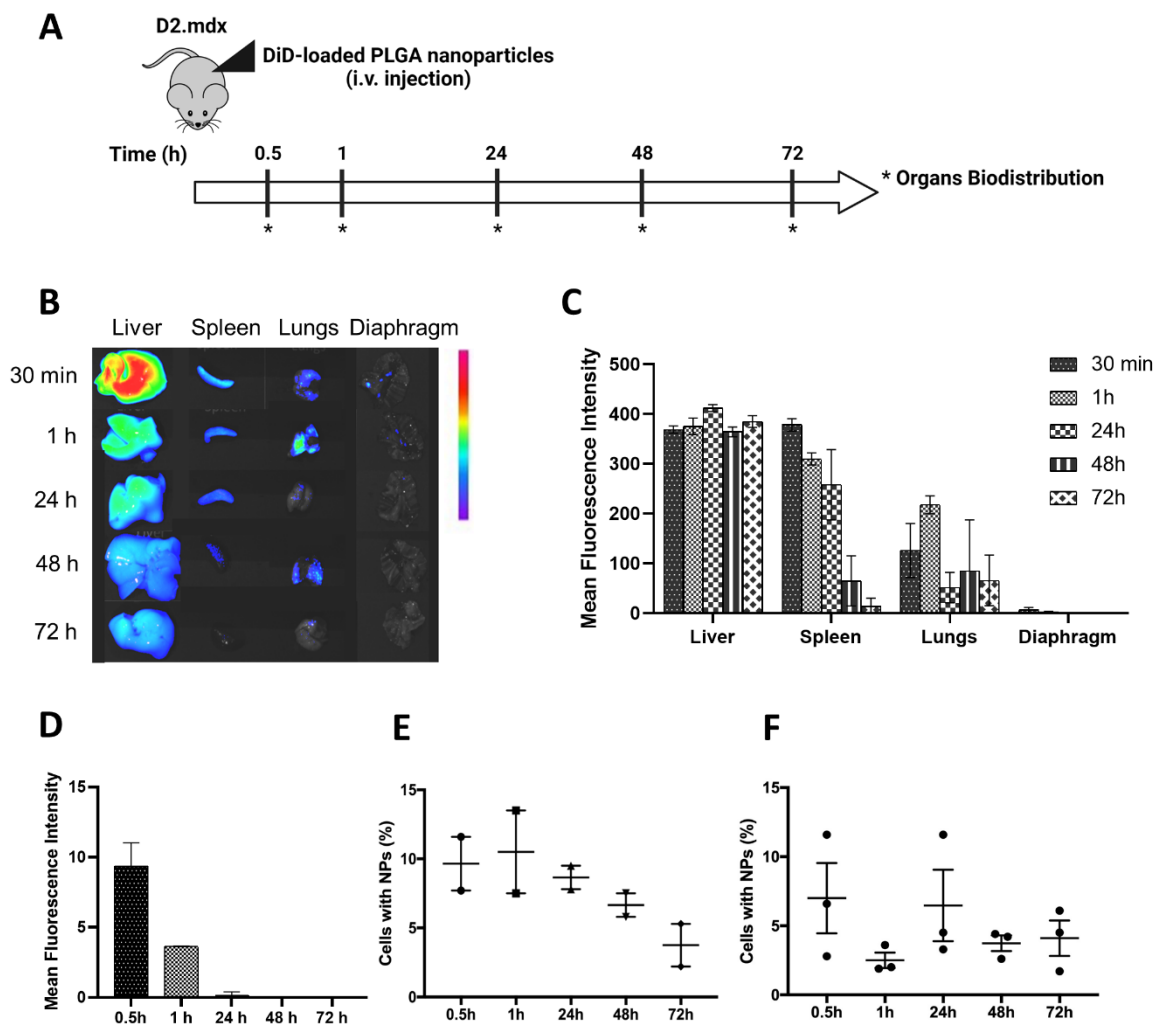 A
D2.mdx
DiD-loaded PLGA nanoparticles
(i.v. injection)
Time (h) 0.5 1 24 48 72
* Organs Biodistribution
* * * * *
B
Liver Spleen Lungs Diaphragm
30 min
1 h
24 h
48 h
72 h
C
Mean Fluorescence Intensity
500
400
300
200
100
0
Liver Spleen Lungs Diaphragm
30 min
1h
24h
48h
72h
D
Mean Fluorescence Intensity
15
10
5
0
0.5h 1 h 24 h 48 h 72 h
E
Cells with NPs (%)
15
10
5
0
0.5h 1h 24h 48h 72h
F
Cells with NPs (%)
15
10
5
0
0.5h 1h 24h 48h 72h